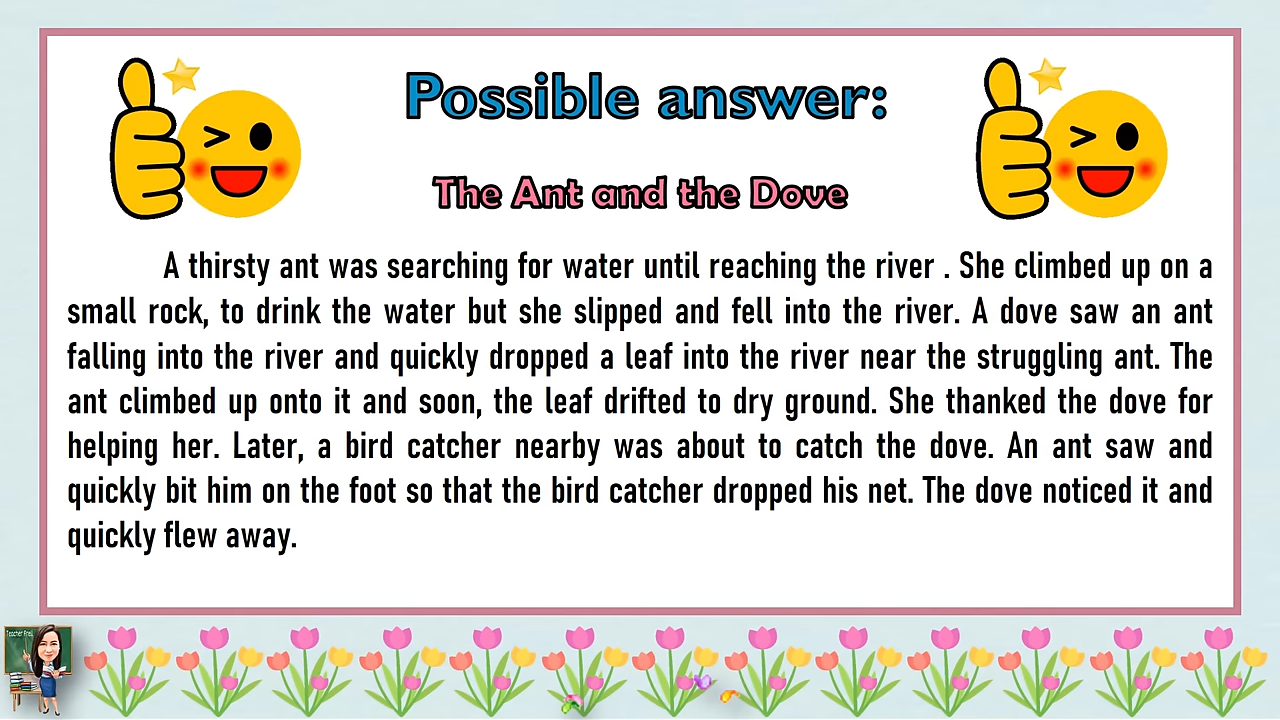 Possible answer:
The Ant and the Dove
A thirsty ant was searching for water until reaching the river . She climbed up on a
small rock, to drink the water but she slipped and fell into the river. A dove saw an ant
falling into the river and quickly dropped a leaf into the river near the struggling ant. The
ant climbed up onto it and soon, the leaf drifted to dry ground. She thanked the dove for
helping her. Later, a bird catcher nearby was about to catch the dove. An ant saw and
quickly bit him on the foot so that the bird catcher dropped his net. The dove noticed it and
quickly flew away.